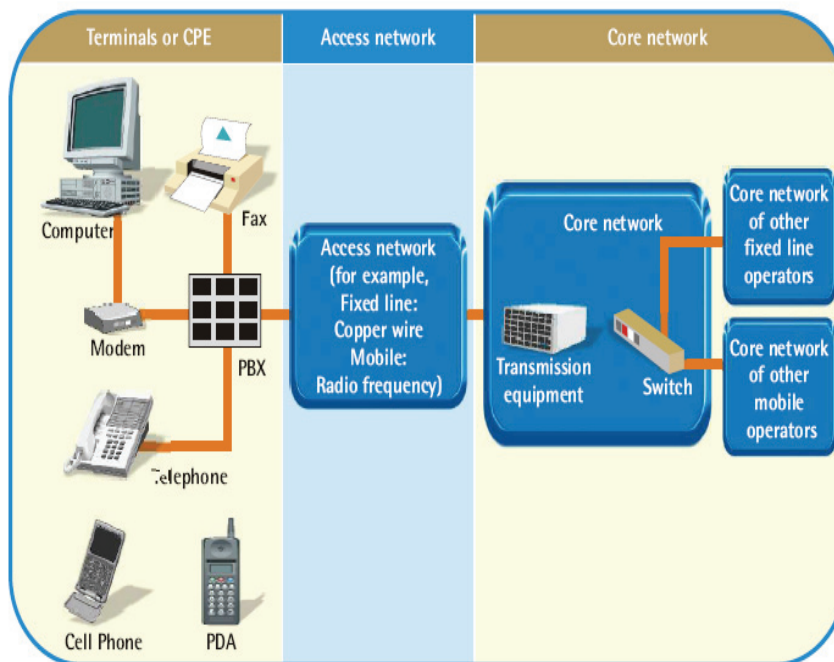 Terminals or CPE
Access network
Core network
Computer
Fax
Modem
PBX
Telephone
Cell Phone
PDA
Access network
(for example,
Fixed line:
Copper wire
Mobile:
Radio frequency)
Core network
Transmission
equipment
Switch
Core network
of other
fixed line
operators
Core network
of other
mobile
operators